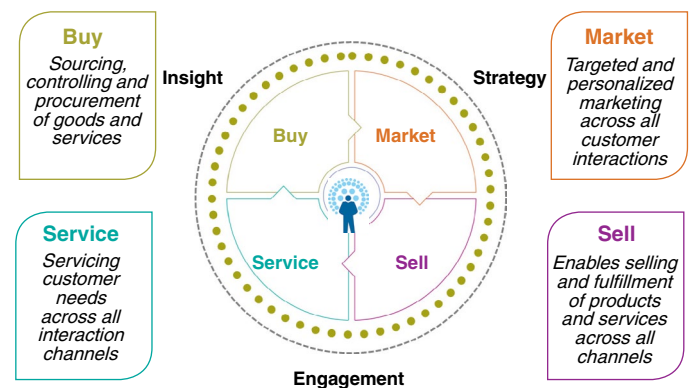 Buy
Sourcing,
controlling and
procurement
of goods and
services
Insight
Strategy
Market
Targeted and
personalized
marketing
across all
customer
interactions
Buy
Market
Service
Sell
Service
Servicing
customer
needs
across all
interaction
channels
Sell
Enables selling
and fulfillment
of products
and services
across all
channels
Engagement